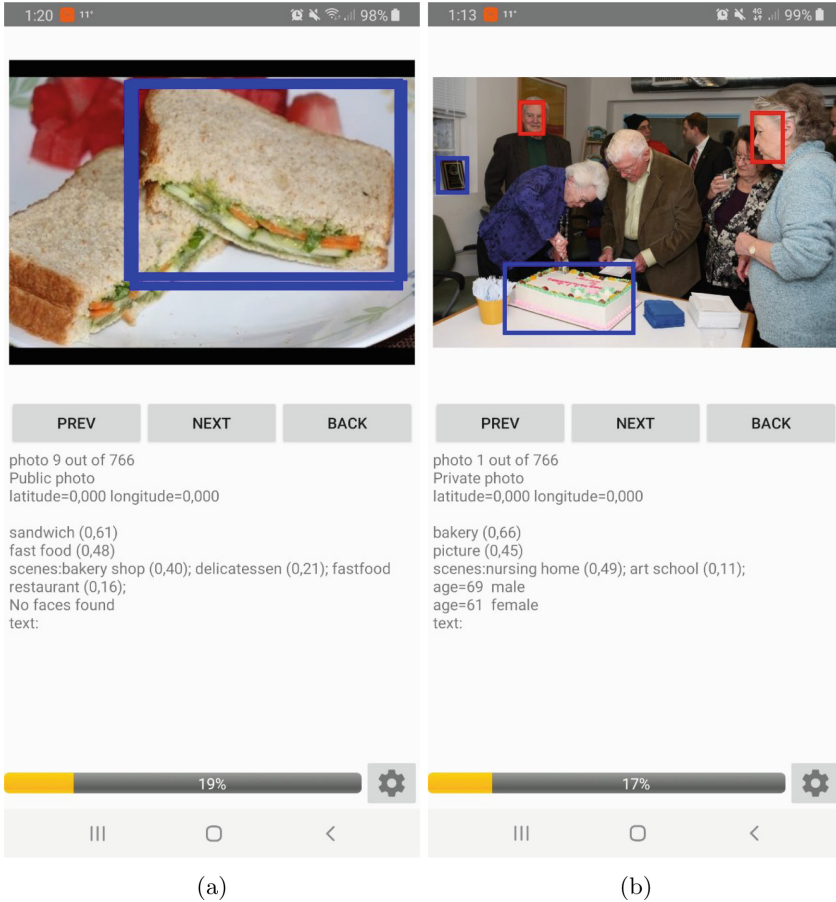 1:20 11° 98%
PREV NEXT BACK
photo 9 out of 766
Public photo
latitude=0,000 longitude=0,000
sandwich (0,61)
fast food (0,48)
scenes:bakery shop (0,40); delicatessen (0,21); fastfood
restaurant (0,16);
No faces found
text:
19%
(a)
1:13 11° 4G 99%
PREV NEXT BACK
photo 1 out of 766
Private photo
latitude=0,000 longitude=0,000
bakery (0,66)
picture (0,45)
scenes:nursing home (0,49); art school (0,11);
age=69 male
age=61 female
text:
17%
(b)